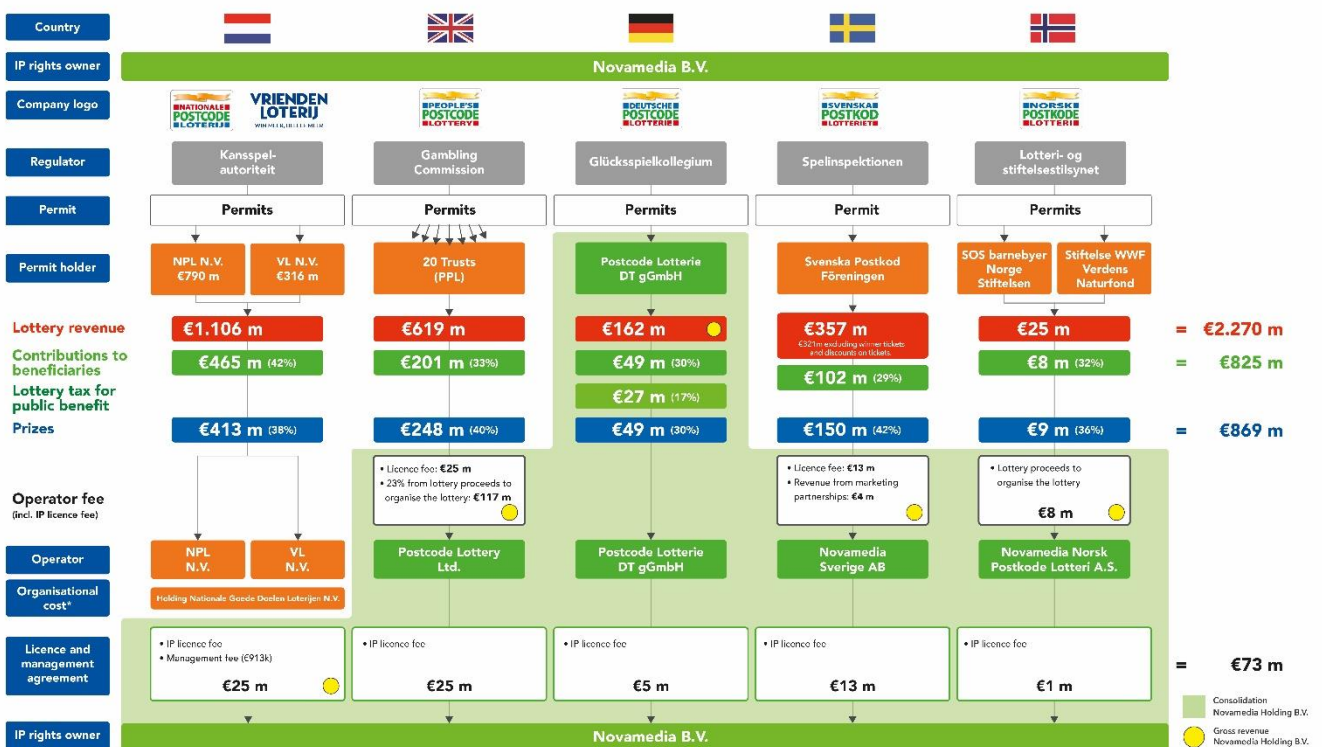 Country
IP rights owner
Novamedia B.V.
Company logo
NATIONALE
POSTCODE
LOTERIJ
VRIENDEN
LOTERIJ
PEOPLE'S
POSTCODE
LOTTERY
DEUTSCHE
POSTCODE
LOTTERIE
SVENSKA
POSTKOD
LOTTERIET
NORSK
POSTKODE
LOTTERI
Regulator
Kansspel-
autoriteit
Gambling
Commission
Glücksspielkollegium
Spelinspektionen
Lotteri- og
stiftelsestilsynet
Permit
Permits
Permits
Permits
Permit
Permits
Permit holder
NPL N.V.
€790 m
VL N.V.
€316 m
20 Trusts
(PPL)
Postcode Lotterie
DT gGmbH
Svenska Postkod
Föreningen
SOS barnebyer
Norge
Stiftelsen
Stiftelse WWF
Verdens
Naturfond
Lottery revenue
€1.106 m
€619 m
€162 m
€357 m
€321m excluding winner tickets
and discounts on tickets.
€25 m
= €2.270 m
Contributions to
beneficiaries
€465 m (42%)
€201 m (33%)
€49 m (30%)
€102 m (29%)
€8 m (32%)
= €825 m
Lottery tax for
public benefit
€27 m (17%)
Prizes
€413 m (38%)
€248 m (40%)
€49 m (30%)
€150 m (42%)
€9 m (36%)
= €869 m
Operator fee
(incl. IP licence fee)
• Licence fee: €25 m
• 23% from lottery proceeds to
organise the lottery: €117 m
• Licence fee: €13 m
• Revenue from marketing
partnerships: €4 m
• Lottery proceeds to
organise the lottery
€8 m
Operator
NPL
N.V.
VL
N.V.
Postcode Lottery
Ltd.
Postcode Lotterie
DT gGmbH
Novamedia
Sverige AB
Novamedia Norsk
Postkode Lotteri A.S.
Organisational
cost*
Holding Nationale Goede Doelen Loterijen N.V.
Licence and
management
agreement
• IP licence fee
• Management fee (€913k)
€25 m
• IP licence fee
€25 m
• IP licence fee
€5 m
• IP licence fee
€13 m
• IP licence fee
€1 m
= €73 m
Consolidation
Novamedia Holding B.V.
Gross revenue
Novamedia Holding B.V.
IP rights owner
Novamedia B.V.